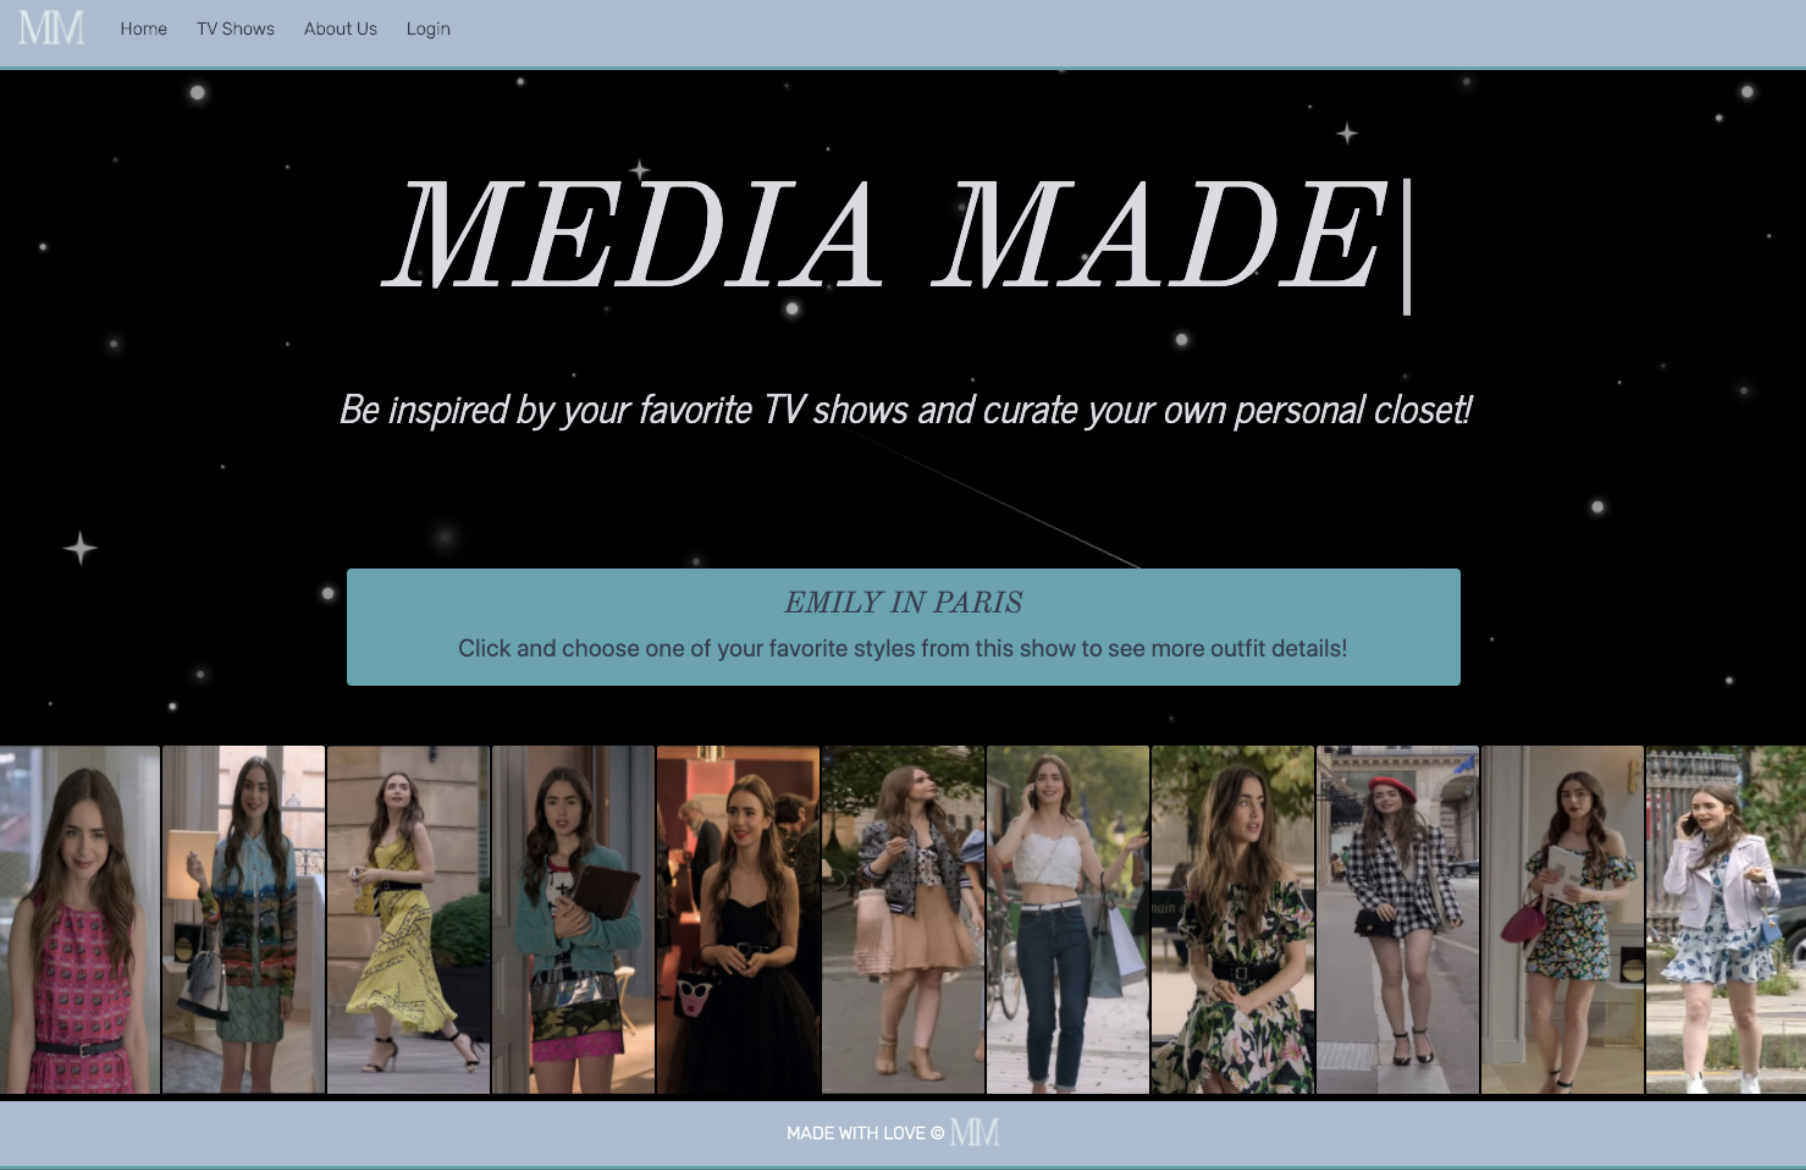 MM Home TV Shows About Us Login
MEDIA MADE|
Be inspired by your favorite TV shows and curate your own personal closet!
EMILY IN PARIS
Click and choose one of your favorite styles from this show to see more outfit details!
MADE WITH LOVE © MM